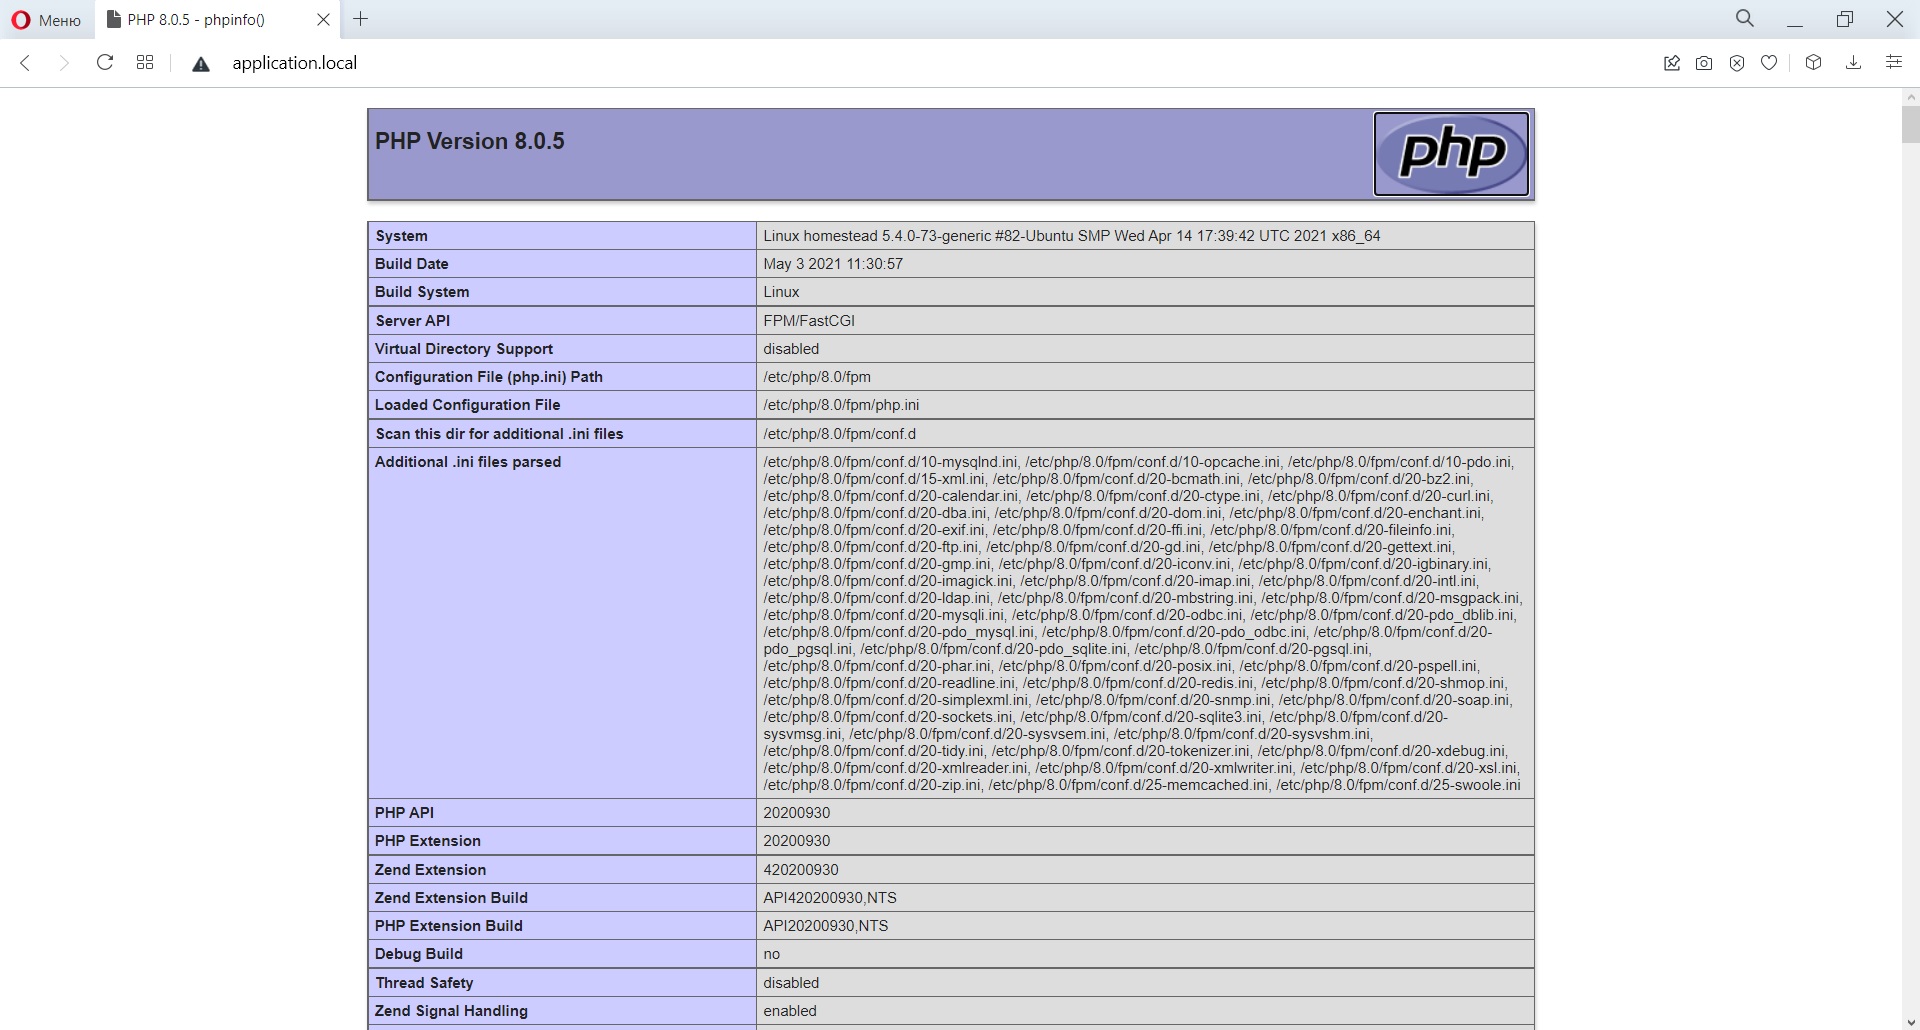 Меню
PHP 8.0.5 - phpinfo()
application.local
PHP Version 8.0.5
php
System Linux homestead 5.4.0-73-generic #82-Ubuntu SMP Wed Apr 14 17:39:42 UTC 2021 x86_64
Build Date May 3 2021 11:30:57
Build System Linux
Server API FPM/FastCGI
Virtual Directory Support disabled
Configuration File (php.ini) Path /etc/php/8.0/fpm
Loaded Configuration File /etc/php/8.0/fpm/php.ini
Scan this dir for additional .ini files /etc/php/8.0/fpm/conf.d
Additional .ini files parsed /etc/php/8.0/fpm/conf.d/10-mysqlnd.ini, /etc/php/8.0/fpm/conf.d/10-opcache.ini, /etc/php/8.0/fpm/conf.d/10-pdo.ini,
/etc/php/8.0/fpm/conf.d/15-xml.ini, /etc/php/8.0/fpm/conf.d/20-bcmath.ini, /etc/php/8.0/fpm/conf.d/20-bz2.ini,
/etc/php/8.0/fpm/conf.d/20-calendar.ini, /etc/php/8.0/fpm/conf.d/20-ctype.ini, /etc/php/8.0/fpm/conf.d/20-curl.ini,
/etc/php/8.0/fpm/conf.d/20-dba.ini, /etc/php/8.0/fpm/conf.d/20-dom.ini, /etc/php/8.0/fpm/conf.d/20-enchant.ini,
/etc/php/8.0/fpm/conf.d/20-exif.ini, /etc/php/8.0/fpm/conf.d/20-ffi.ini, /etc/php/8.0/fpm/conf.d/20-fileinfo.ini,
/etc/php/8.0/fpm/conf.d/20-ftp.ini, /etc/php/8.0/fpm/conf.d/20-gd.ini, /etc/php/8.0/fpm/conf.d/20-gettext.ini,
/etc/php/8.0/fpm/conf.d/20-gmp.ini, /etc/php/8.0/fpm/conf.d/20-iconv.ini, /etc/php/8.0/fpm/conf.d/20-igbinary.ini,
/etc/php/8.0/fpm/conf.d/20-imagick.ini, /etc/php/8.0/fpm/conf.d/20-imap.ini, /etc/php/8.0/fpm/conf.d/20-intl.ini,
/etc/php/8.0/fpm/conf.d/20-ldap.ini, /etc/php/8.0/fpm/conf.d/20-mbstring.ini, /etc/php/8.0/fpm/conf.d/20-msgpack.ini,
/etc/php/8.0/fpm/conf.d/20-mysqli.ini, /etc/php/8.0/fpm/conf.d/20-odbc.ini, /etc/php/8.0/fpm/conf.d/20-pdo_dblib.ini,
/etc/php/8.0/fpm/conf.d/20-pdo_mysql.ini, /etc/php/8.0/fpm/conf.d/20-pdo_odbc.ini, /etc/php/8.0/fpm/conf.d/20-
pdo_pgsql.ini, /etc/php/8.0/fpm/conf.d/20-pdo_sqlite.ini, /etc/php/8.0/fpm/conf.d/20-pgsql.ini,
/etc/php/8.0/fpm/conf.d/20-phar.ini, /etc/php/8.0/fpm/conf.d/20-posix.ini, /etc/php/8.0/fpm/conf.d/20-pspell.ini,
/etc/php/8.0/fpm/conf.d/20-readline.ini, /etc/php/8.0/fpm/conf.d/20-redis.ini, /etc/php/8.0/fpm/conf.d/20-shmop.ini,
/etc/php/8.0/fpm/conf.d/20-simplexml.ini, /etc/php/8.0/fpm/conf.d/20-snmp.ini, /etc/php/8.0/fpm/conf.d/20-soap.ini,
/etc/php/8.0/fpm/conf.d/20-sockets.ini, /etc/php/8.0/fpm/conf.d/20-sqlite3.ini, /etc/php/8.0/fpm/conf.d/20-
sysvmsg.ini, /etc/php/8.0/fpm/conf.d/20-sysvsem.ini, /etc/php/8.0/fpm/conf.d/20-sysvshm.ini,
/etc/php/8.0/fpm/conf.d/20-tidy.ini, /etc/php/8.0/fpm/conf.d/20-tokenizer.ini, /etc/php/8.0/fpm/conf.d/20-xdebug.ini,
/etc/php/8.0/fpm/conf.d/20-xmlreader.ini, /etc/php/8.0/fpm/conf.d/20-xmlwriter.ini, /etc/php/8.0/fpm/conf.d/20-xsl.ini,
/etc/php/8.0/fpm/conf.d/20-zip.ini, /etc/php/8.0/fpm/conf.d/25-memcached.ini, /etc/php/8.0/fpm/conf.d/25-swoole.ini
PHP API 20200930
PHP Extension 20200930
Zend Extension 420200930
Zend Extension Build API420200930,NTS
PHP Extension Build API20200930,NTS
Debug Build no
Thread Safety disabled
Zend Signal Handling enabled